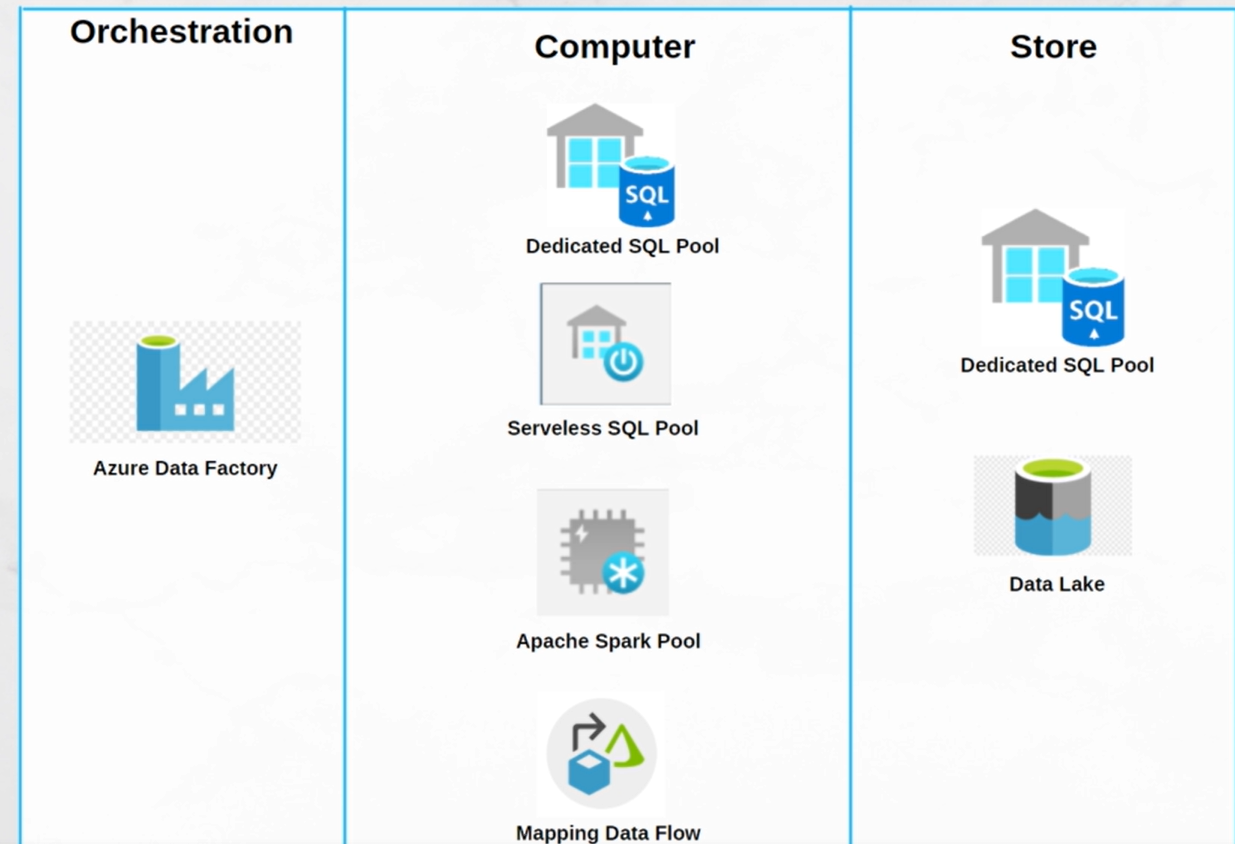 Orchestration
Azure Data Factory
Computer
SQL
Dedicated SQL Pool
Serveless SQL Pool
Apache Spark Pool
Mapping Data Flow
Store
SQL
Dedicated SQL Pool
Data Lake